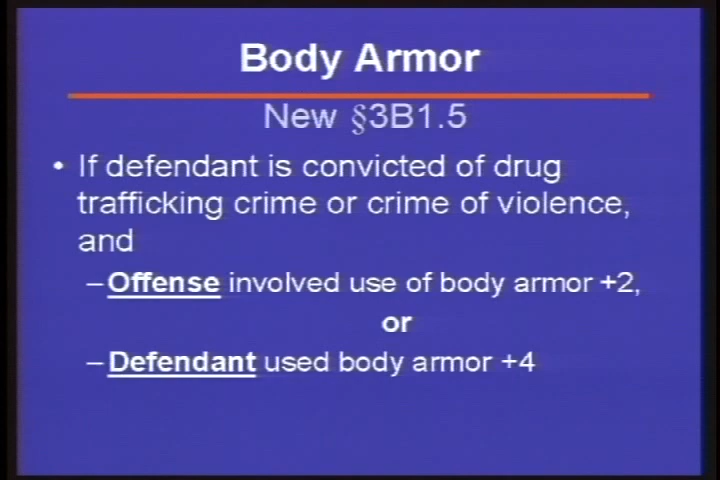 Body Armor
New §3B1.5
• If defendant is convicted of drug
trafficking crime or crime of violence,
and
–Offense involved use of body armor +2,
or
–Defendant used body armor +4